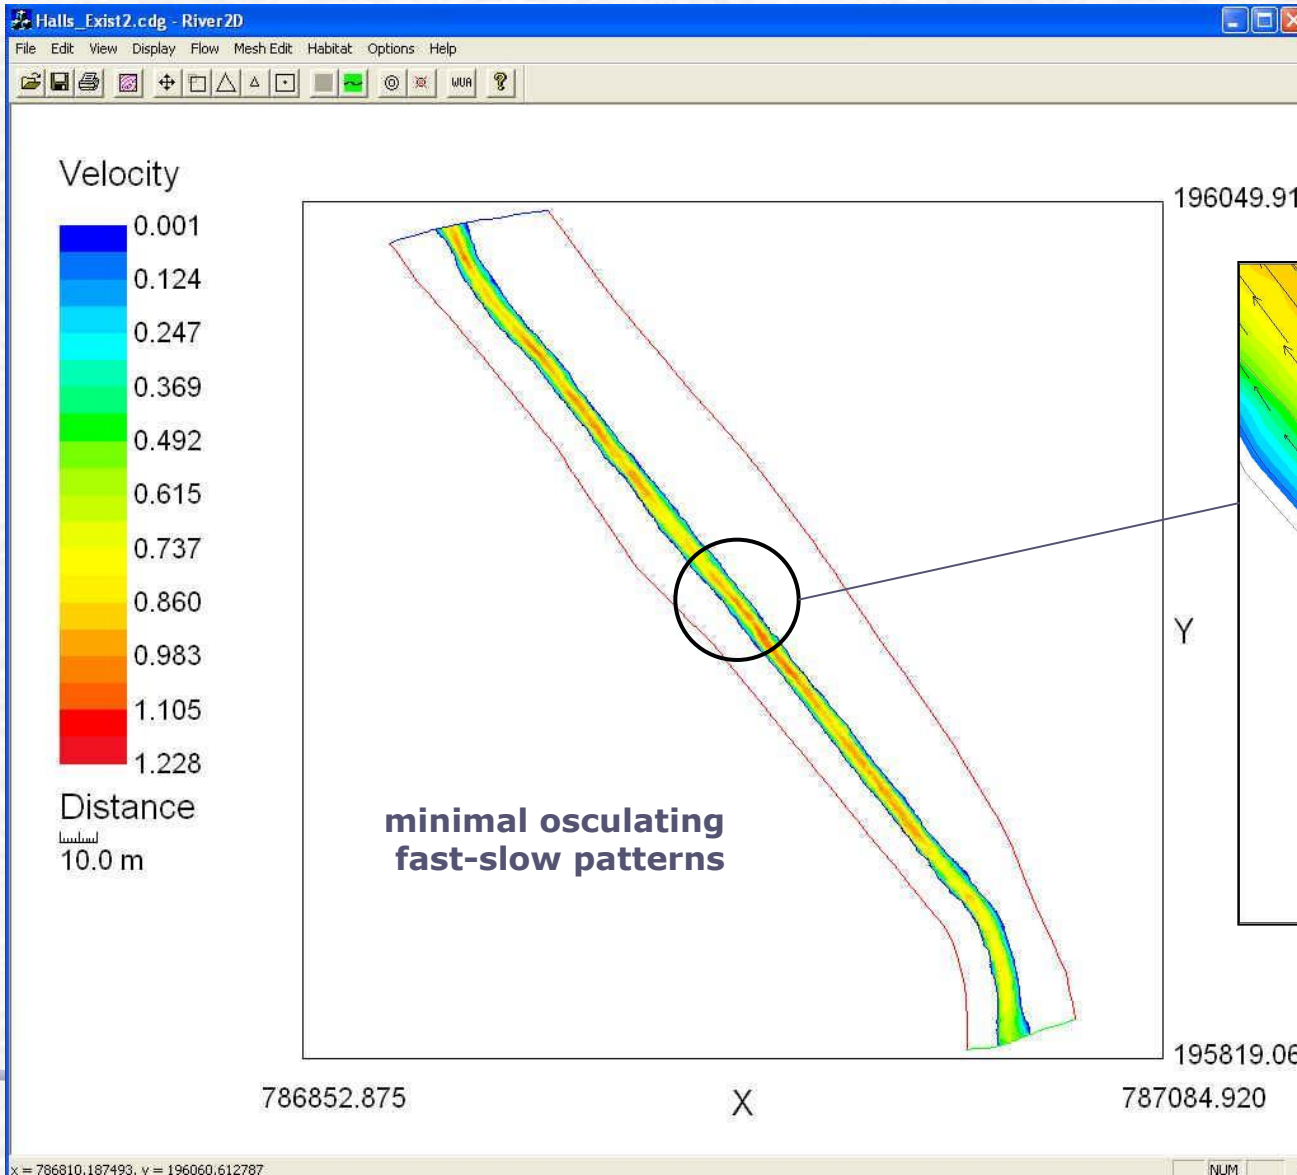 Halls_Exist2.cdg - River2D
File Edit View Display Flow Mesh Edit Habitat Options Help
WUA ?
Velocity
0.001
0.124
0.247
0.369
0.492
0.615
0.737
0.860
0.983
1.105
1.228
Distance
10.0 m
minimal osculating
fast-slow patterns
196049.91
Y
195819.06
786852.875
X
787084.920
x = 786810.187493, y = 196060.612787
NUM